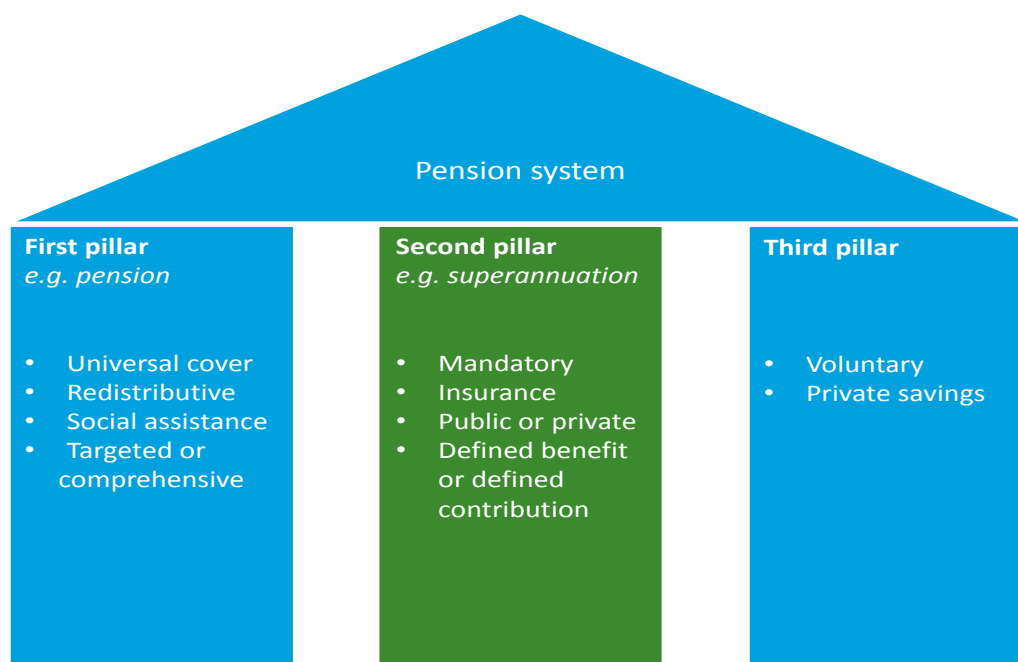 Pension system
First pillar
e.g. pension
• Universal cover
• Redistributive
• Social assistance
• Targeted or
comprehensive
Second pillar
e.g. superannuation
• Mandatory
• Insurance
• Public or private
• Defined benefit
or defined
contribution
Third pillar
• Voluntary
• Private savings